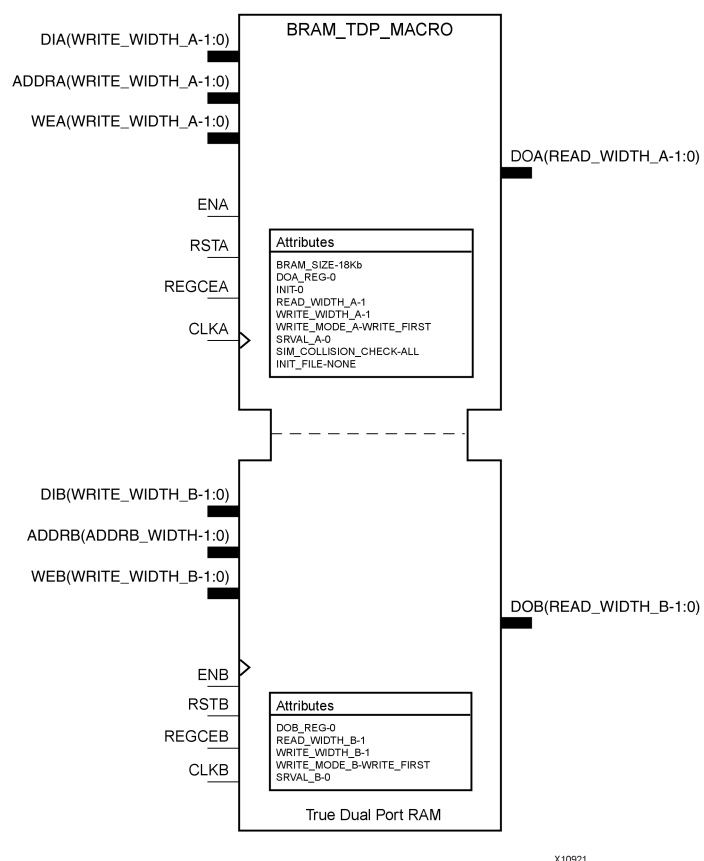 BRAM_TDP_MACRO
DIA(WRITE_WIDTH_A-1:0)
ADDRA(WRITE_WIDTH_A-1:0)
WEA(WRITE_WIDTH_A-1:0)
DOA(READ_WIDTH_A-1:0)
ENA
RSTA
REGCEA
CLKA
Attributes
BRAM_SIZE-18Kb
DOA_REG-0
INIT-0
READ_WIDTH_A-1
WRITE_WIDTH_A-1
WRITE_MODE_A-WRITE_FIRST
SRVAL_A-0
SIM_COLLISION_CHECK-ALL
INIT_FILE-NONE
DIB(WRITE_WIDTH_B-1:0)
ADDRB(ADDRB_WIDTH-1:0)
WEB(WRITE_WIDTH_B-1:0)
DOB(READ_WIDTH_B-1:0)
ENB
RSTB
REGCEB
CLKB
Attributes
DOB_REG-0
READ_WIDTH_B-1
WRITE_WIDTH_B-1
WRITE_MODE_B-WRITE_FIRST
SRVAL_B-0
True Dual Port RAM
X10921